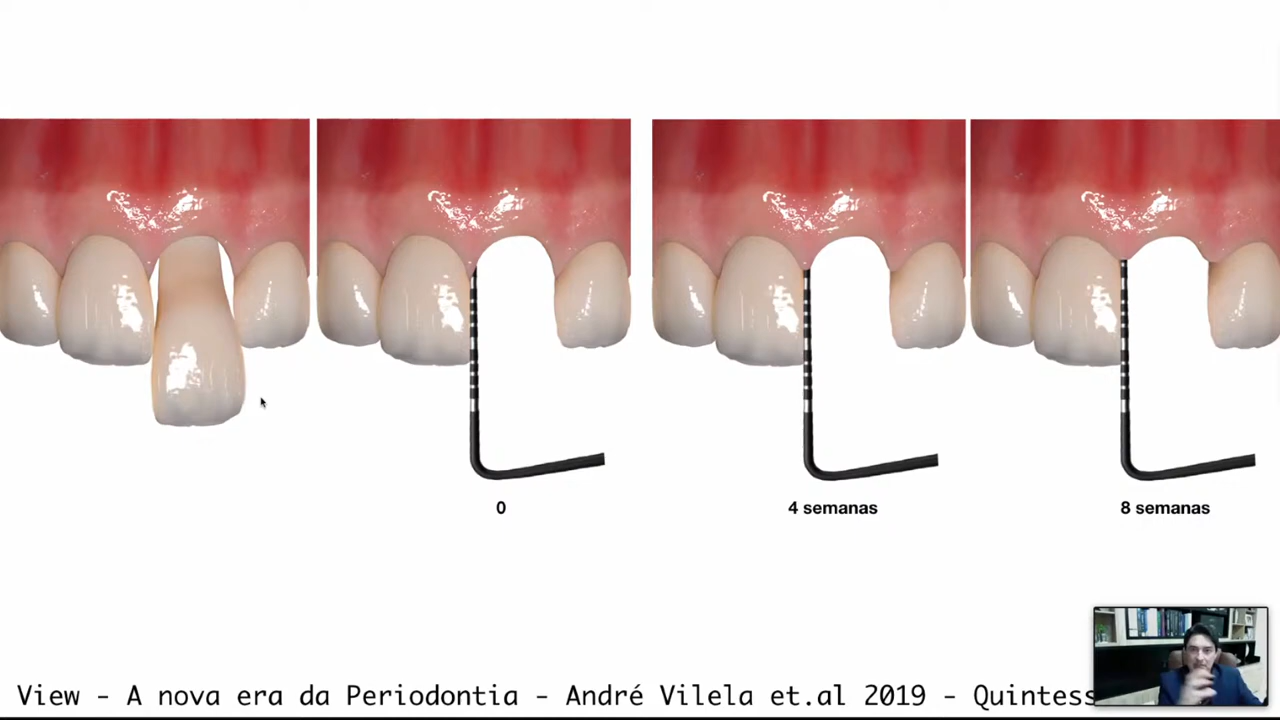 0
4 semanas
8 semanas
View - A nova era da Periodontia - André Vilela et.al 2019 - Quintess